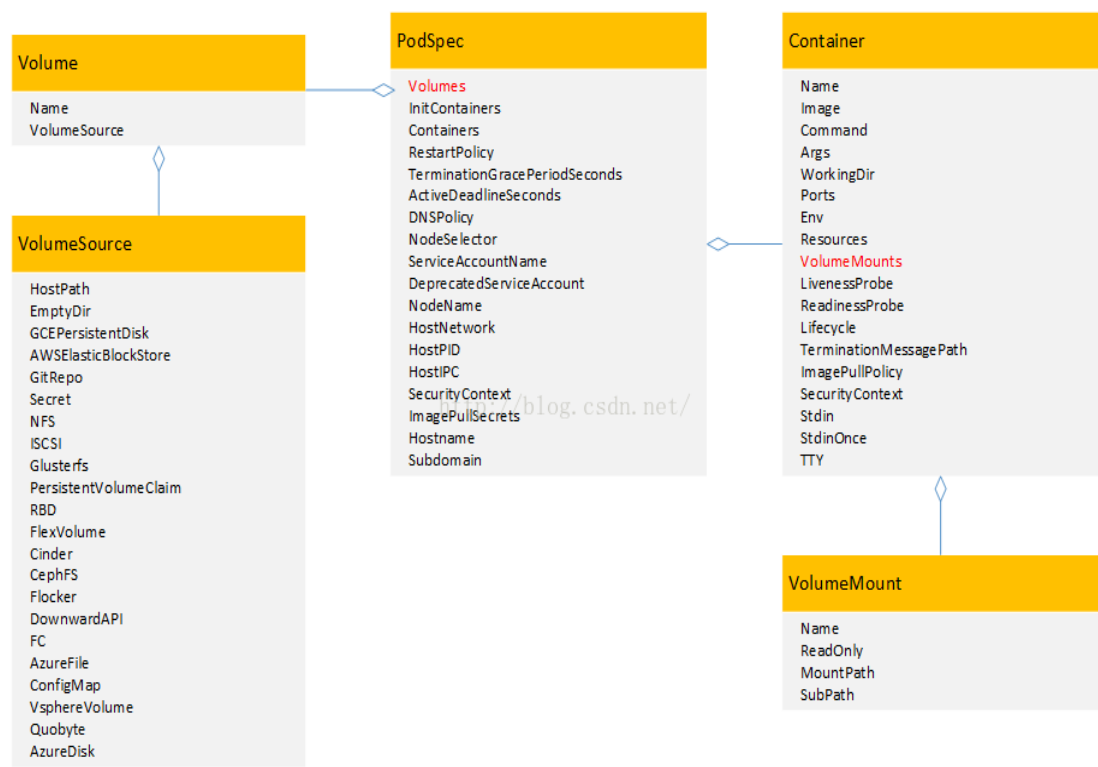 Volume
Name
VolumeSource
VolumeSource
HostPath
EmptyDir
GCEPersistentDisk
AWSElasticBlockStore
GitRepo
Secret
NFS
ISCSI
Glusterfs
PersistentVolumeClaim
RBD
FlexVolume
Cinder
CephFS
Flocker
DownwardAPI
FC
AzureFile
ConfigMap
VsphereVolume
Quobyte
AzureDisk
PodSpec
Volumes
InitContainers
Containers
RestartPolicy
TerminationGracePeriodSeconds
ActiveDeadlineSeconds
DNSPolicy
NodeSelector
ServiceAccountName
DeprecatedServiceAccount
NodeName
HostNetwork
HostPID
HostIPC
SecurityContext
http://blog.csdn.net/
ImagePullSecrets
Hostname
Subdomain
Container
Name
Image
Command
Args
WorkingDir
Ports
Env
Resources
VolumeMounts
LivenessProbe
ReadinessProbe
Lifecycle
TerminationMessagePath
ImagePullPolicy
SecurityContext
Stdin
StdinOnce
TTY
VolumeMount
Name
ReadOnly
MountPath
SubPath